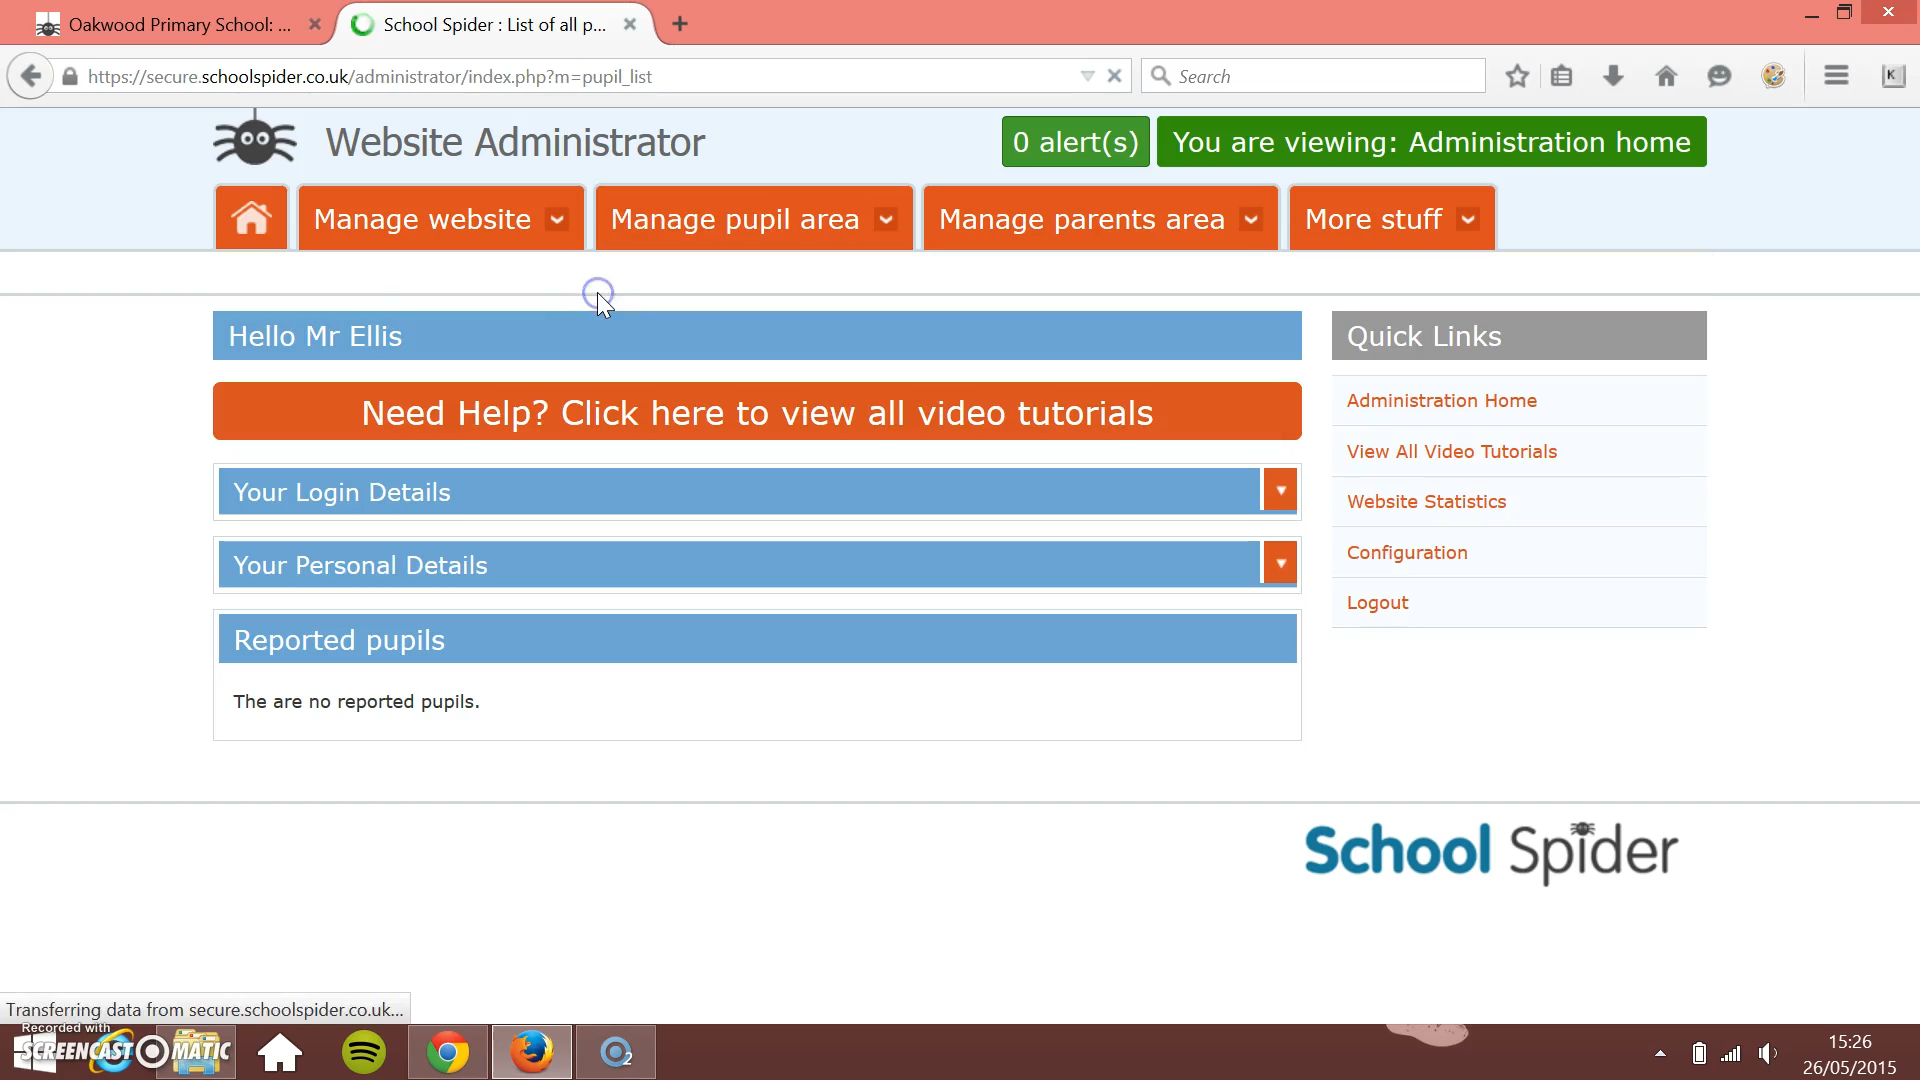 Oakwood Primary School: ...
School Spider : List of all p...
https://secure.schoolspider.co.uk/administrator/index.php?m=pupil_list
Search
K
Website Administrator
0 alert(s)
You are viewing: Administration home
Manage website
Manage pupil area
Manage parents area
More stuff
Hello Mr Ellis
Quick Links
Need Help? Click here to view all video tutorials
Administration Home
View All Video Tutorials
Your Login Details
Website Statistics
Your Personal Details
Configuration
Logout
Reported pupils
The are no reported pupils.
School Spider
Transferring data from secure.schoolspider.co.uk...
Recorded with
SCREENCAST MATIC
2
15:26
26/05/2015